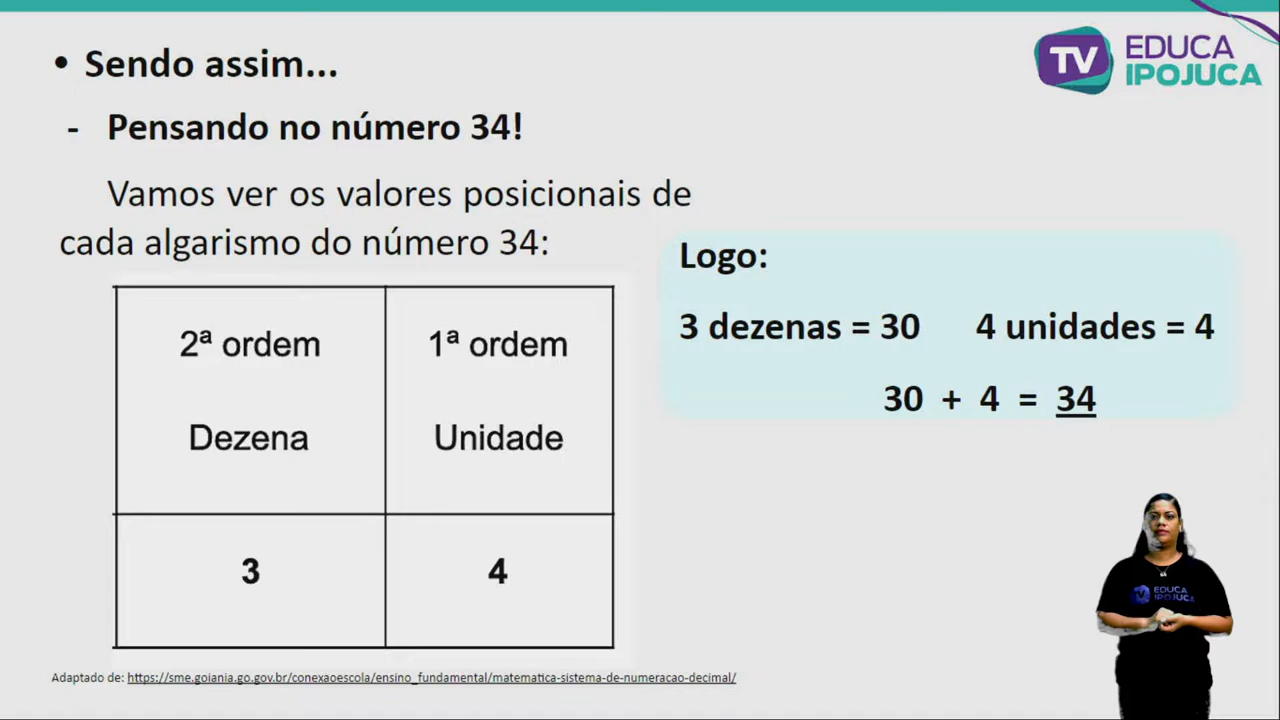 • Sendo assim...
- Pensando no número 34!
Vamos ver os valores posicionais de
cada algarismo do número 34:
TV EDUCA
IPOJUCA
Logo:
3 dezenas = 30 4 unidades = 4
30 + 4 = 34
2ª ordem 1ª ordem
Dezena Unidade
3 4
EDUCA
IPOJUCA
Adaptado de: https://sme.goiania.go.gov.br/conexaoescola/ensino_fundamental/matematica-sistema-de-numeracao-decimal/